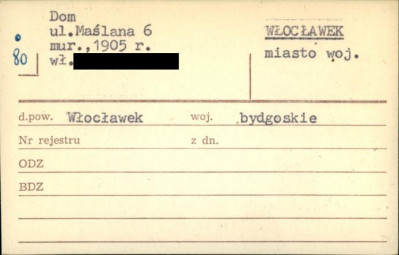 Dom
ul.Maślana 6
mur.,1905 r.
wł.
80
WŁOCŁAWEK
miasto woj.
d.pow. Włocławek woj. bydgoskie
Nr rejestru z dn.
ODZ
BDZ